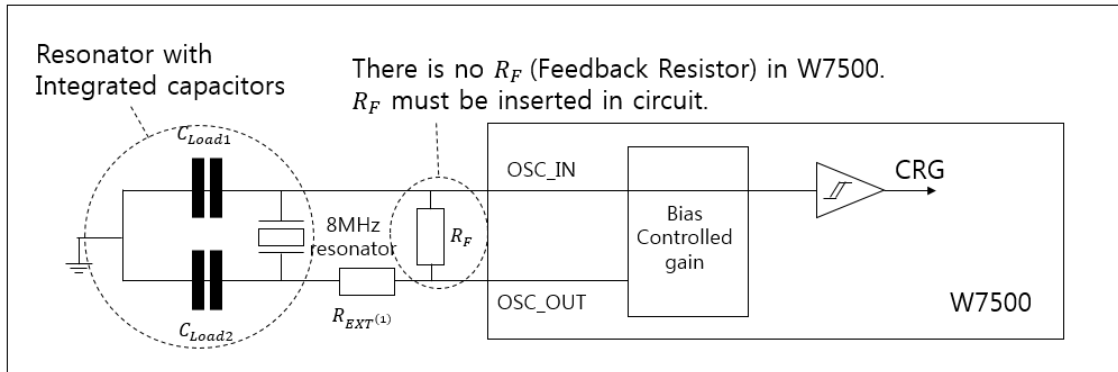 Resonator with
Integrated capacitors
There is no R_F (Feedback Resistor) in W7500.
R_F must be inserted in circuit.
C_Load1
OSC_IN
CRG
8MHz
resonator
R_F
Bias
Controlled
gain
OSC_OUT
W7500
R_EXT(1)
C_Load2